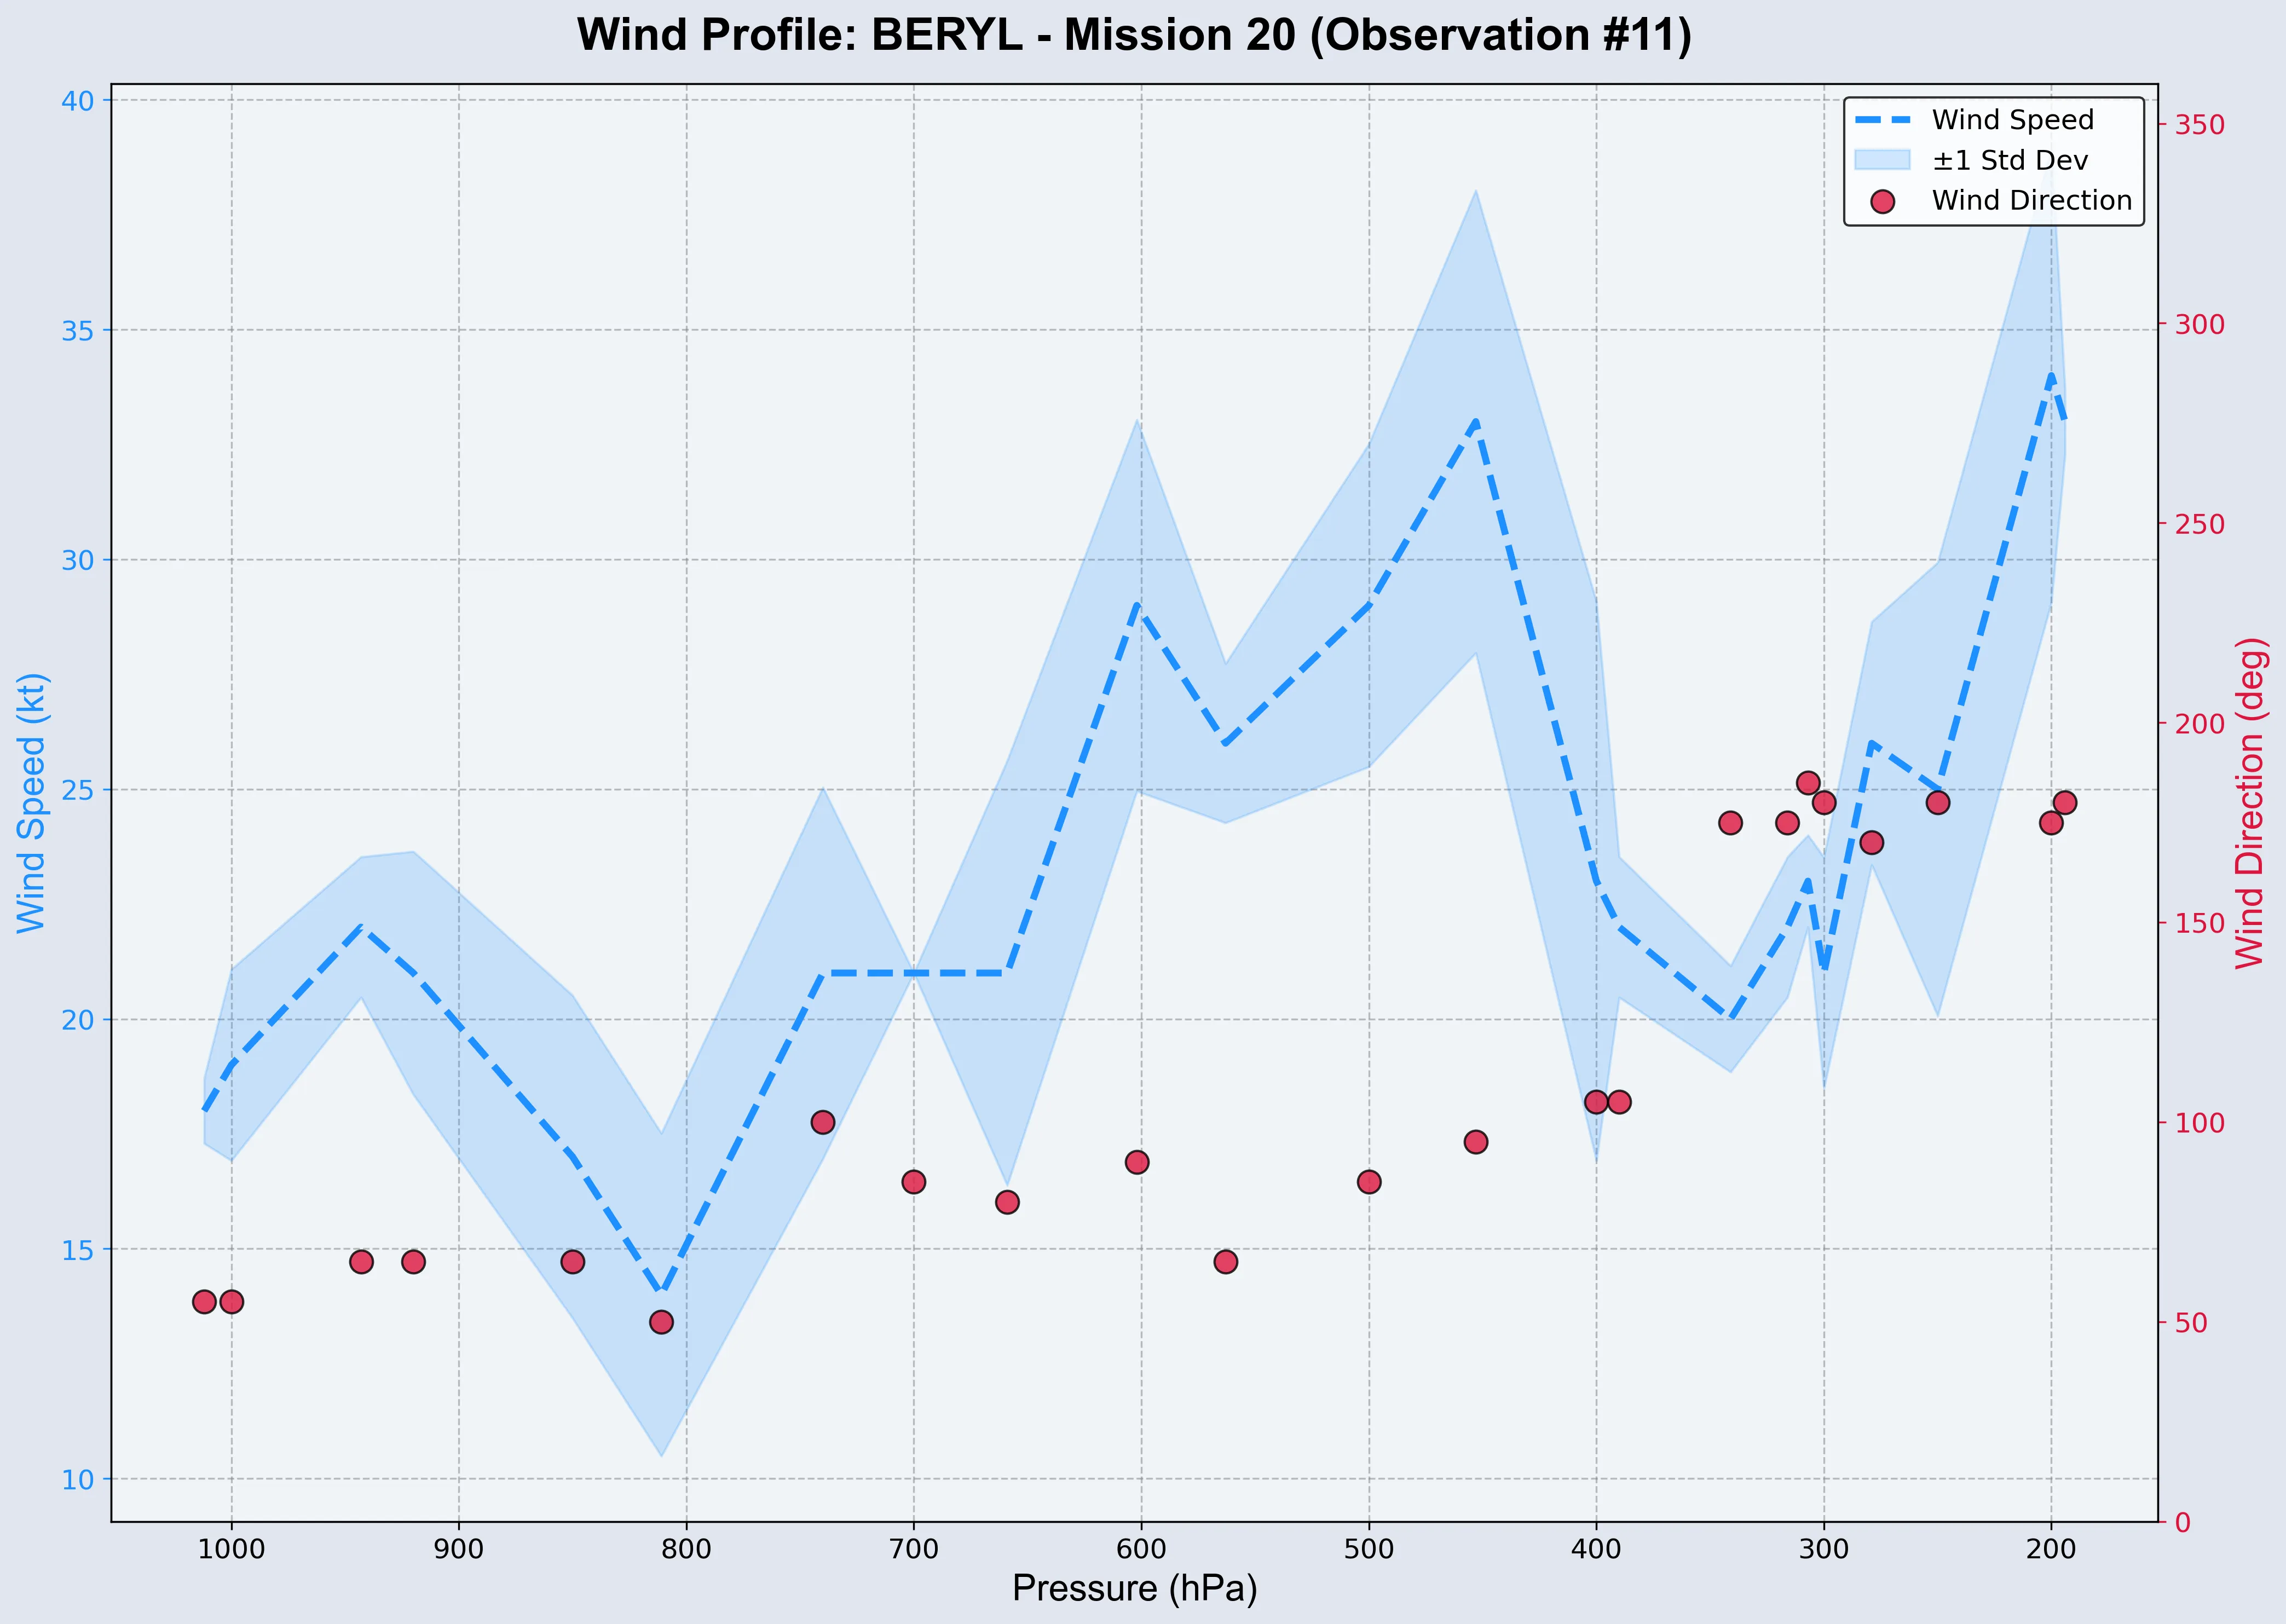 Wind Profile: BERYL - Mission 20 (Observation #11)
Wind Speed
±1 Std Dev
Wind Direction
Wind Speed (kt)
40
35
30
25
20
15
10
350
300
250
200
150
100
50
0
Wind Direction (deg)
1000 900 800 700 600 500 400 300 200
Pressure (hPa)